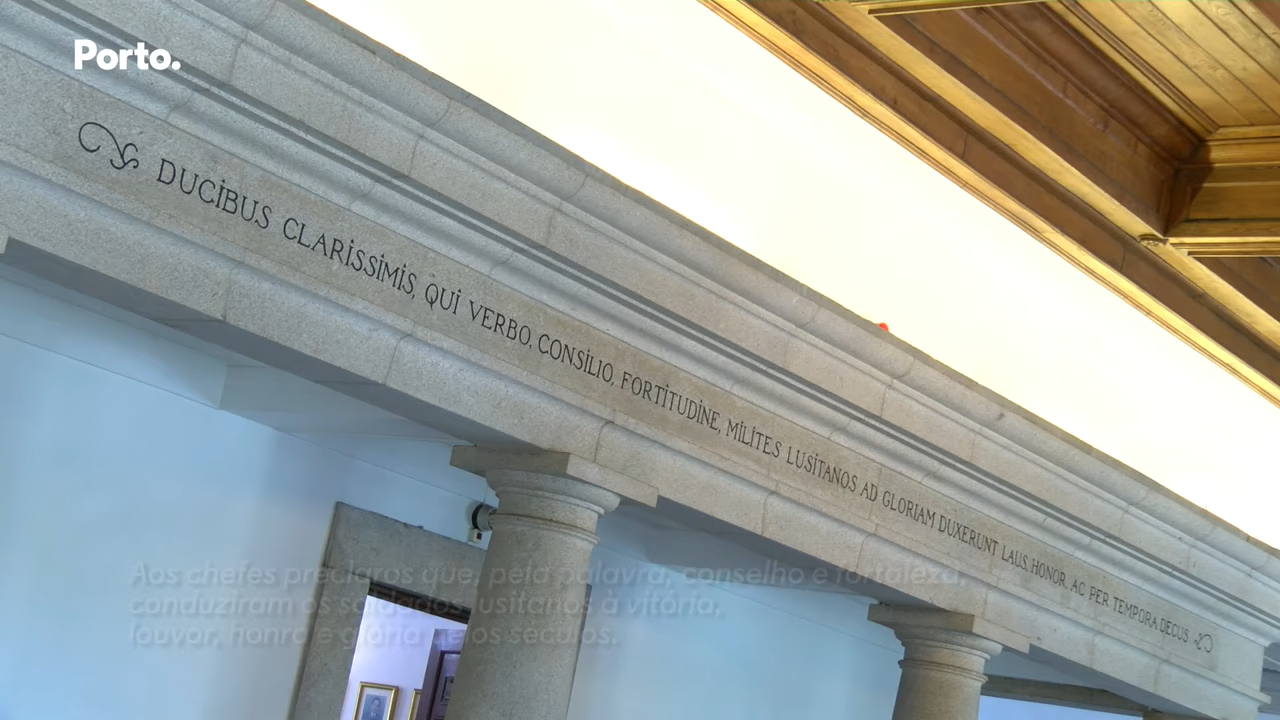 Porto.
DUCIBUS CLARISSIMIS, QUI VERBO, CONSILIO, FORTITUDINE, MILITES LUSITANOS AD GLORIAM DUXERUNT LAUS, HONOR, AC PER TEMPORA DECUS
Aos chefes preclaros que, pela palavra, conselho e fortaleza,
conduziram os soldados lusitanos à vitória,
louvor, honra e glória pelos séculos.